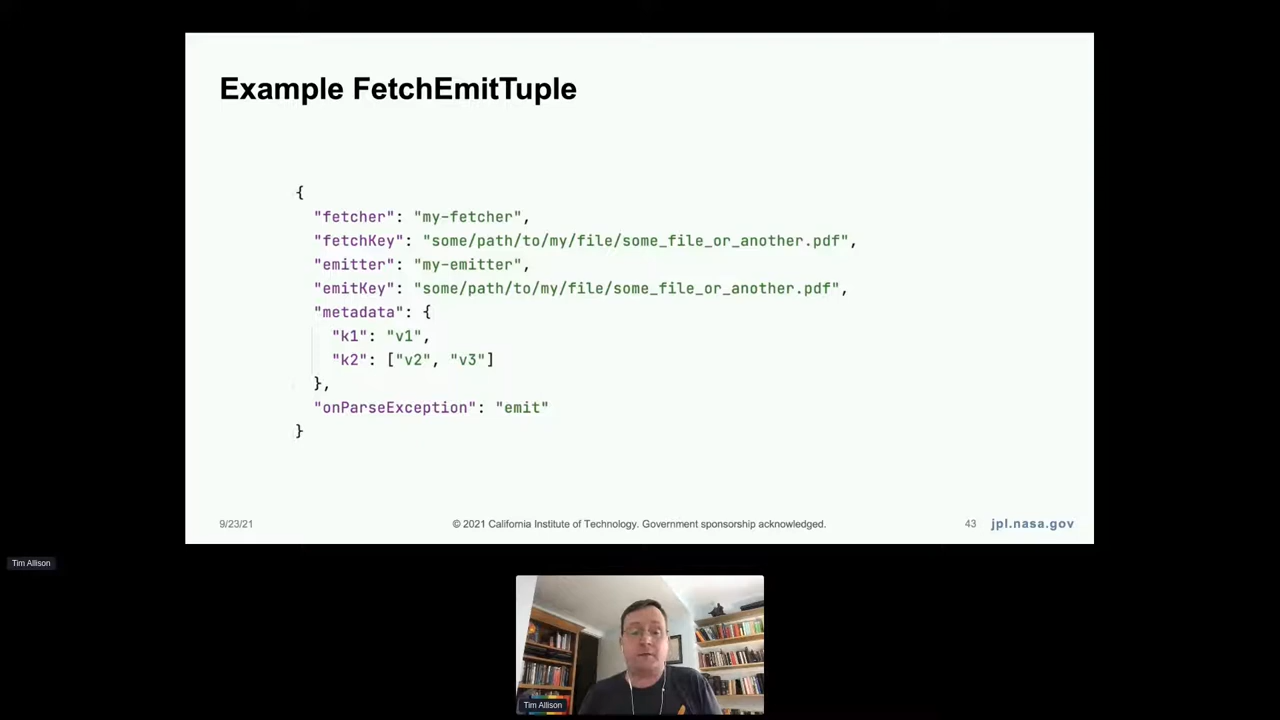 Example FetchEmitTuple
{
"fetcher": "my-fetcher",
"fetchKey": "some/path/to/my/file/some_file_or_another.pdf",
"emitter": "my-emitter",
"emitKey": "some/path/to/my/file/some_file_or_another.pdf",
"metadata": {
"k1": "v1",
"k2": ["v2", "v3"]
},
"onParseException": "emit"
}
9/23/21
© 2021 California Institute of Technology. Government sponsorship acknowledged.
43
jpl.nasa.gov
Tim Allison
Tim Allison